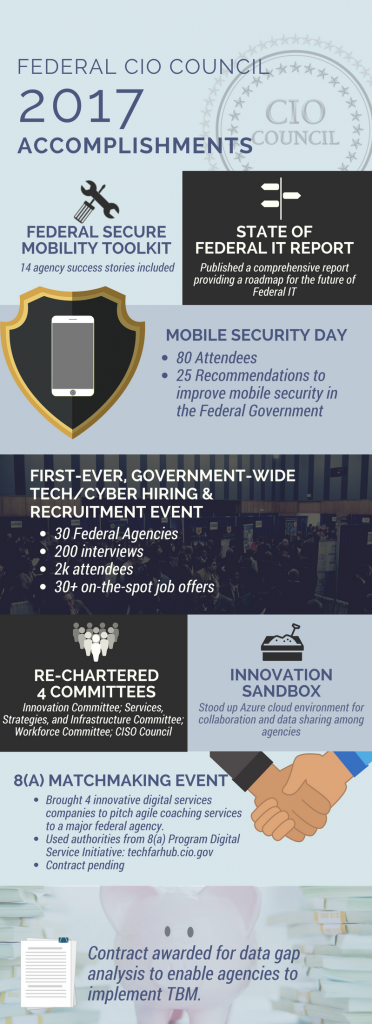 FEDERAL CIO COUNCIL
2017
ACCOMPLISHMENTS
CIO
COUNCIL
FEDERAL SECURE
MOBILITY TOOLKIT
14 agency success stories included
STATE OF
FEDERAL IT REPORT
Published a comprehensive report
providing a roadmap for the future of
Federal IT
MOBILE SECURITY DAY
• 80 Attendees
• 25 Recommendations to
improve mobile security in
the Federal Government
FIRST-EVER, GOVERNMENT-WIDE
TECH/CYBER HIRING &
RECRUITMENT EVENT
• 30 Federal Agencies
• 200 interviews
• 2k attendees
• 30+ on-the-spot job offers
RE-CHARTERED
4 COMMITTEES
Innovation Committee; Services,
Strategies, and Infrastructure Committee;
Workforce Committee; CISO Council
INNOVATION
SANDBOX
Stood up Azure cloud environment for
collaboration and data sharing among
agencies
8(A) MATCHMAKING EVENT
• Brought 4 innovative digital services
companies to pitch agile coaching services
to a major federal agency.
• Used authorities from 8(a) Program Digital
Service Initiative: techfarhub.cio.gov
• Contract pending
Contract awarded for data gap
analysis to enable agencies to
implement TBM.